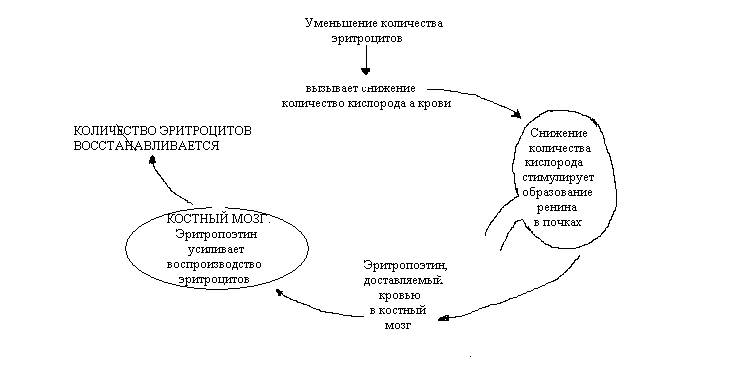 Уменьшение количества
эритроцитов
вызывает снижение
количество кислорода а крови
Снижение
количества
кислорода
стимулирует
образование
ренина
в почках
Эритропоэтин,
доставляемый
кровью
в костный
мозг
КОСТНЫЙ МОЗГ.
Эритропоэтин
усиливает
воспроизводство
эритроцитов
КОЛИЧЕСТВО ЭРИТРОЦИТОВ
ВОССТАНАВЛИВАЕТСЯ